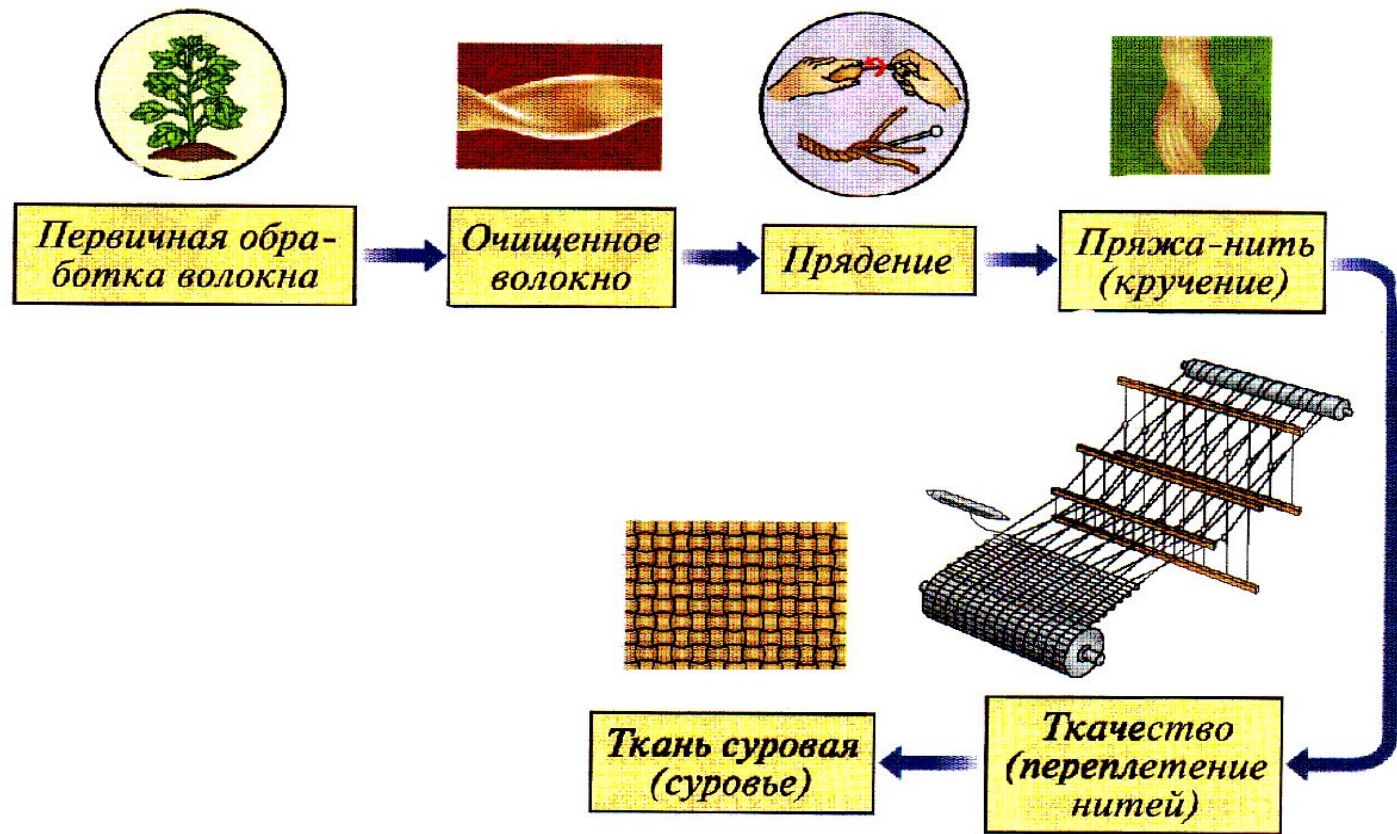 Первичная обра-
ботка волокна
Очищенное
волокно
Прядение
Пряжа-нить
(кручение)
Ткачество
(переплетение
нитей)
Ткань суровая
(суровье)